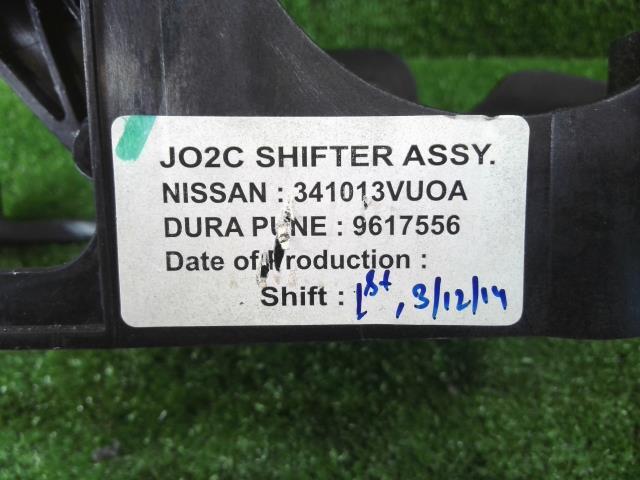 JO2C SHIFTER ASSY.
NISSAN : 341013VUOA
DURA PUNE : 9617556
Date of Production :
Shift : 1st, 3/12/14